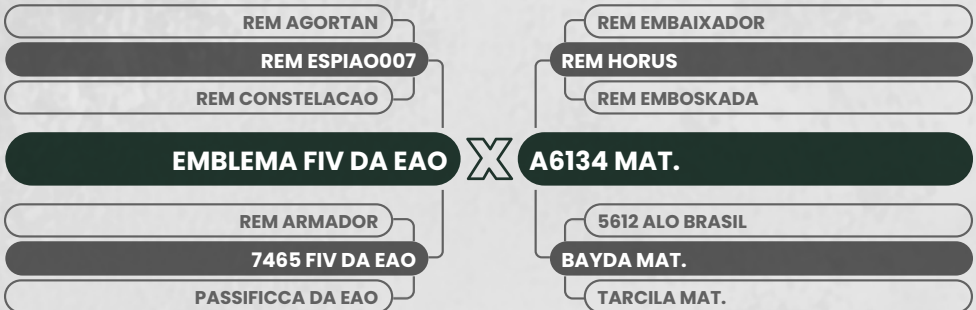 REM AGORTAN
REM ESPIAO007
REM CONSTELACAO
EMBLEMA FIV DA EAO
REM ARMADOR
7465 FIV DA EAO
PASSIFICCA DA EAO
X
REM EMBAIXADOR
REM HORUS
REM EMBOSKADA
A6134 MAT.
5612 ALO BRASIL
BAYDA MAT.
TARCILA MAT.